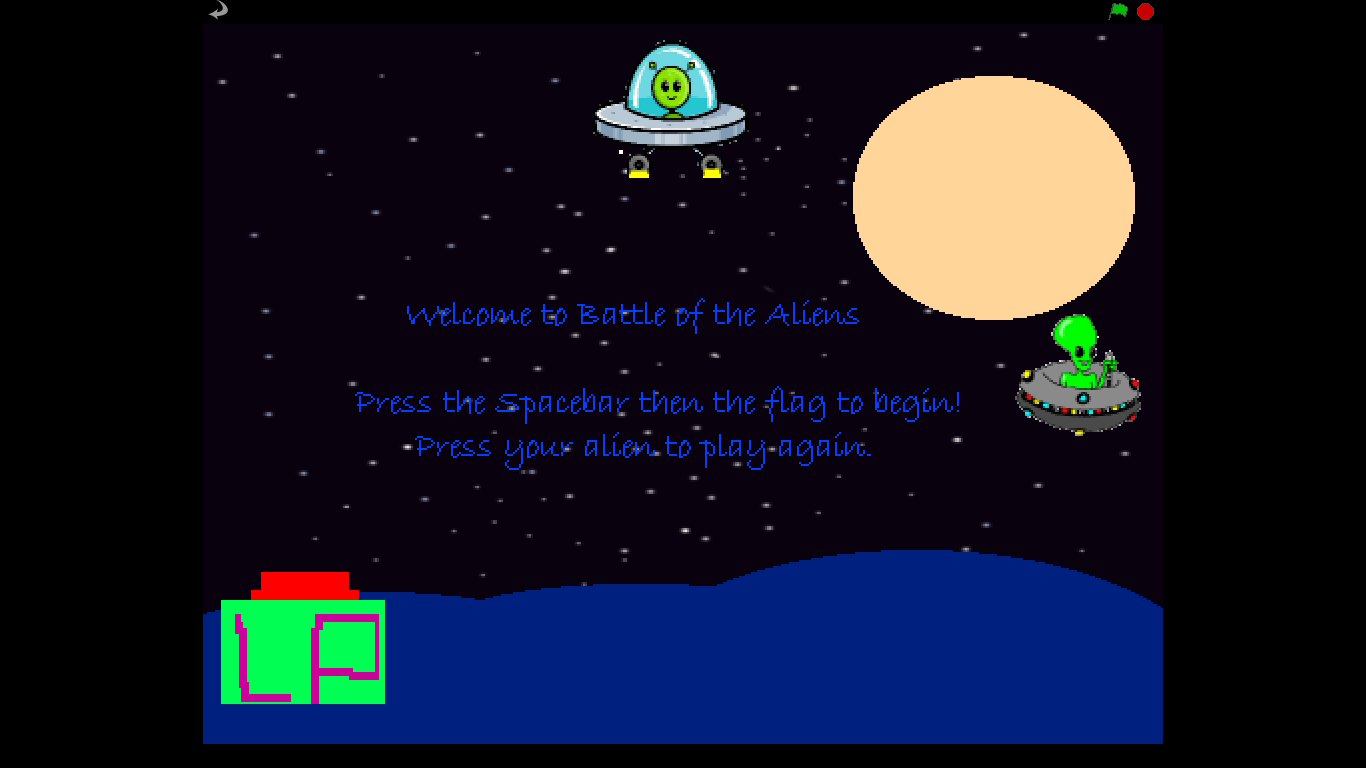 Welcome to Battle of the Aliens
Press the Spacebar then the flag to begin!
Press your alien to play again.
LP